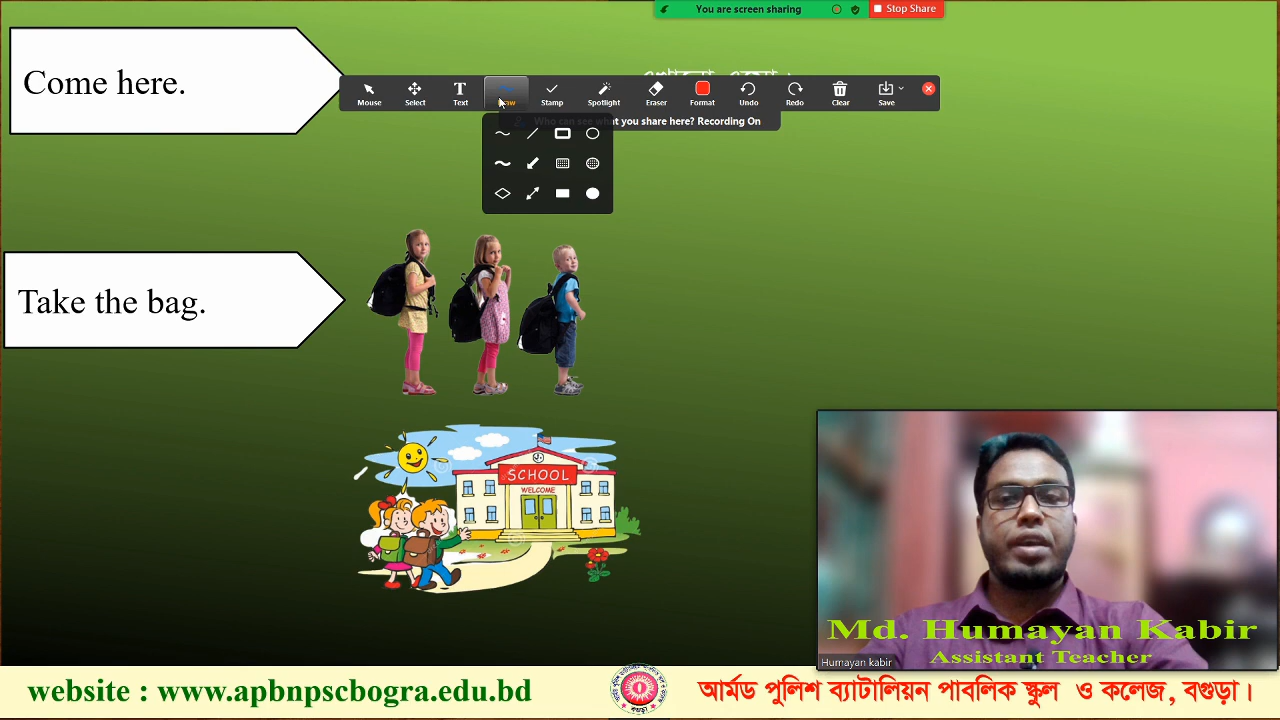 You are screen sharing
Stop Share
Come here.
Mouse
Select
Text
Stamp
Spotlight
Eraser
Format
Undo
Redo
Clear
Save
you share here? Recording On
Take the bag.
SCHOOL
WELCOME
Md. Humayan Kabir
Assistant Teacher
Humayan kabir
website : www.apbnpscbogra.edu.bd
আর্মড পুলিশ ব্যাটালিয়ন পাবলিক স্কুল ও কলেজ, বগুড়া।